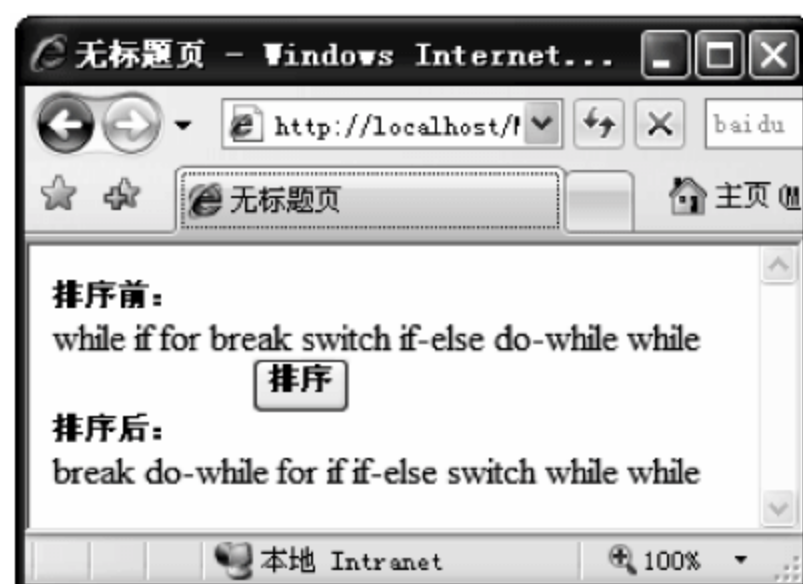 无标题页 - Windows Internet...
http://localhost/
baidu
无标题页
主页
排序前：
while if for break switch if-else do-while while
排序
排序后：
break do-while for if if-else switch while while
本地 Intranet
100%